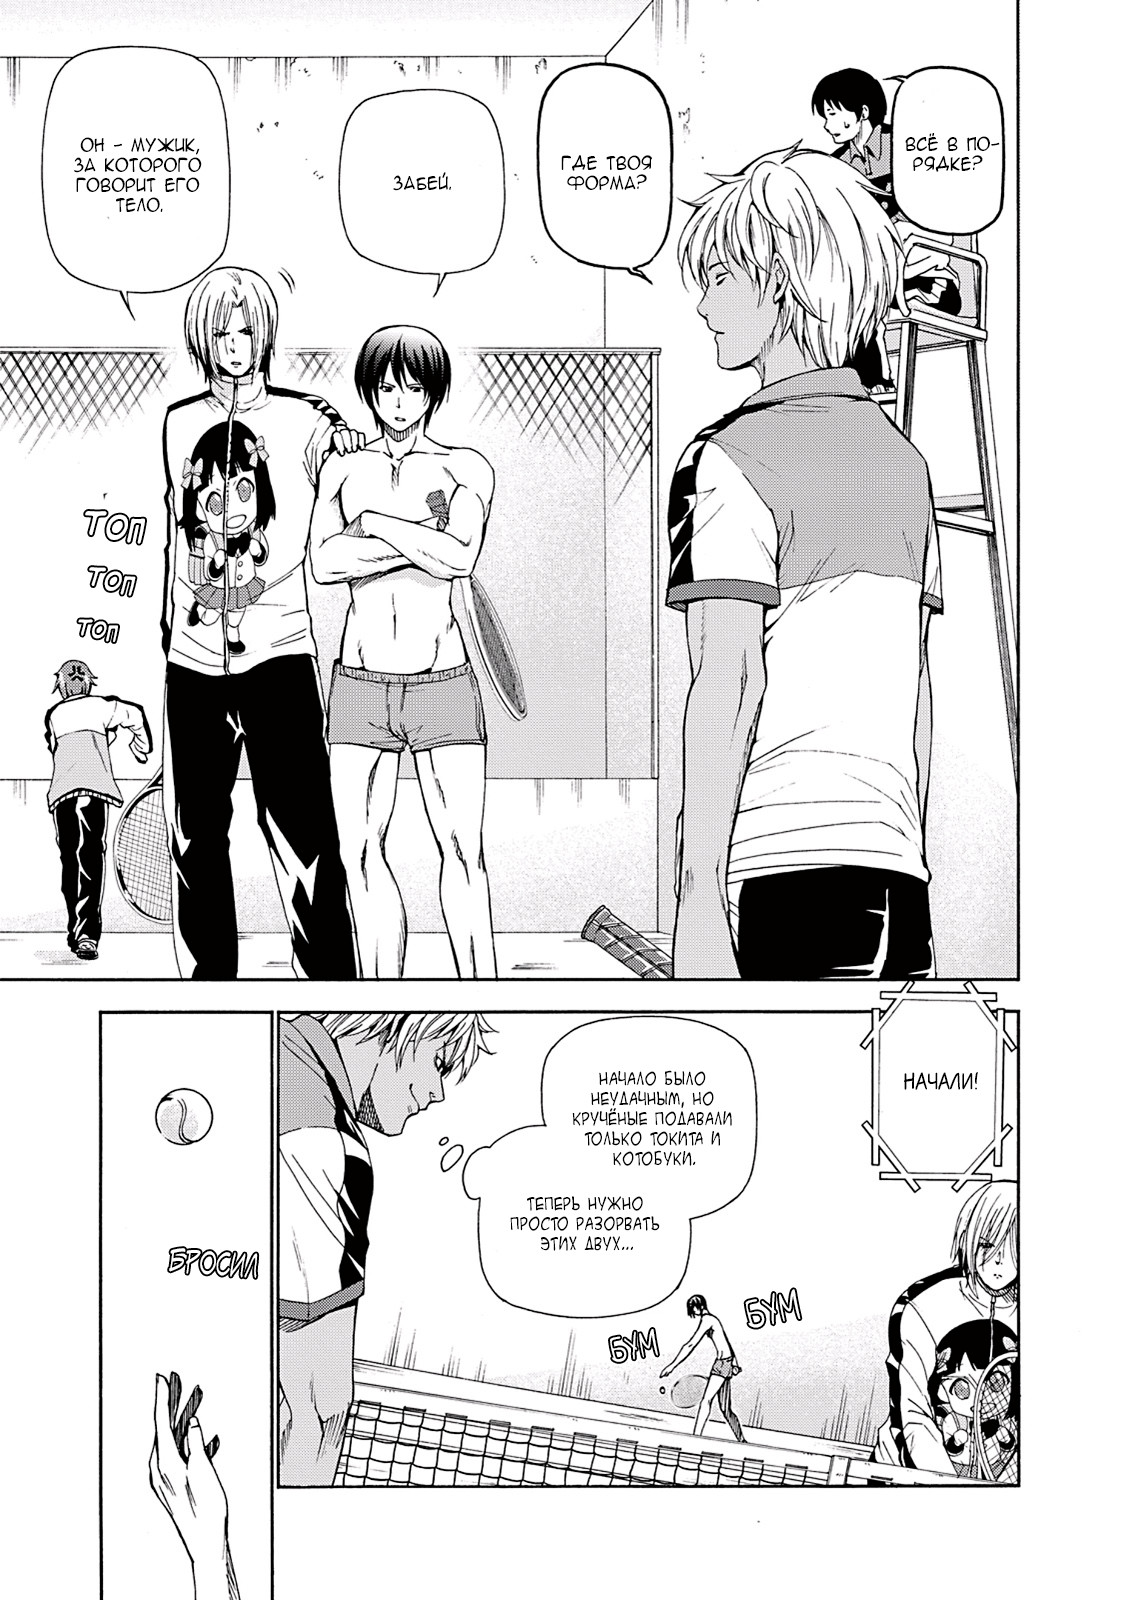 ВСЁ В ПО-
РЯДКЕ?
ГДЕ ТВОЯ
ФОРМА?
ЗАБЕЙ.
ОН - МУЖИК,
ЗА КОТОРОГО
ГОВОРИТ ЕГО
ТЕЛО.
ТОП
ТОП
ТОП
НАЧАЛИ!
НАЧАЛО БЫЛО
НЕУДАЧНЫМ, НО
КРУЧЁНЫЕ ПОДАВАЛИ
ТОЛЬКО ТОКИТА И
КОТОБУКИ.
ТЕПЕРЬ НУЖНО
ПРОСТО РАЗОРВАТЬ
ЭТИХ ДВУХ...
БУМ
БУМ
БРОСИЛ